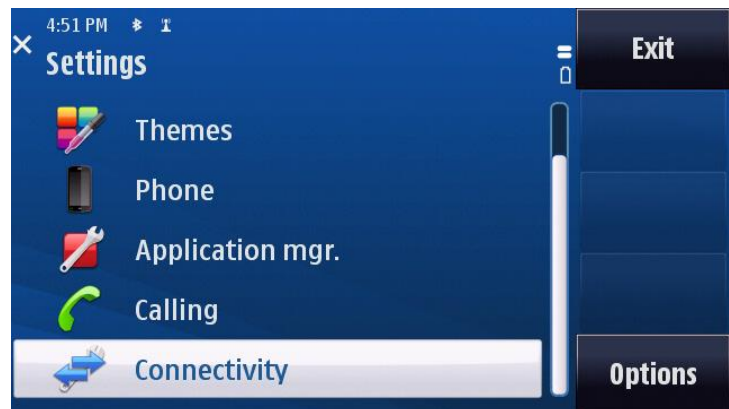 4:51 PM
Settings
Exit
Themes
Phone
Application mgr.
Calling
Connectivity
Options